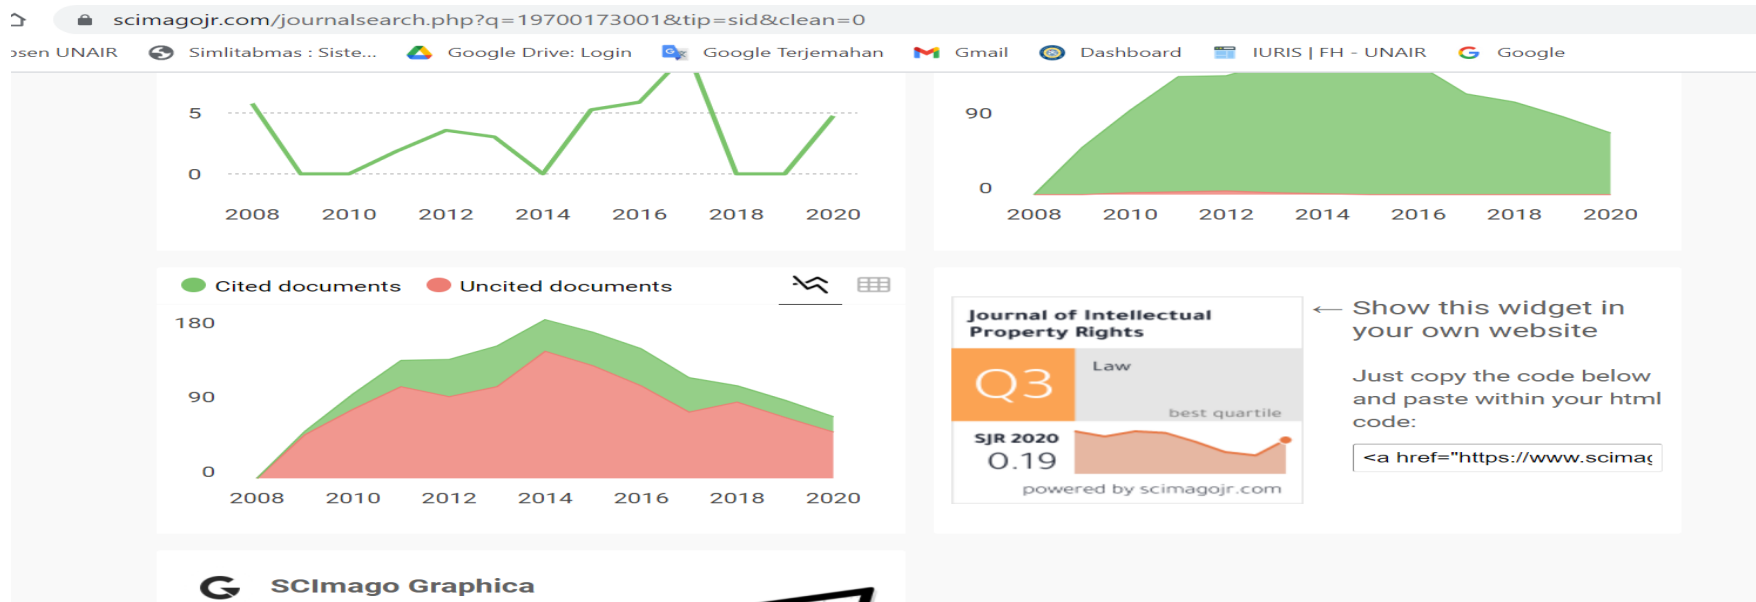 scimagojr.com/journalsearch.php?q=19700173001&tip=sid&clean=0
osen UNAIR Simlitabmas : Siste... Google Drive: Login Google Terjemahan Gmail Dashboard IURIS | FH - UNAIR Google
5
0
2008 2010 2012 2014 2016 2018 2020
90
0
2008 2010 2012 2014 2016 2018 2020
Cited documents Uncited documents
180
90
0
2008 2010 2012 2014 2016 2018 2020
Journal of Intellectual
Property Rights
Q3
Law
best quartile
SJR 2020
0.19
powered by scimagojr.com
← Show this widget in
your own website
Just copy the code below
and paste within your html
code:
<a href="https://www.scimag
SCImago Graphica